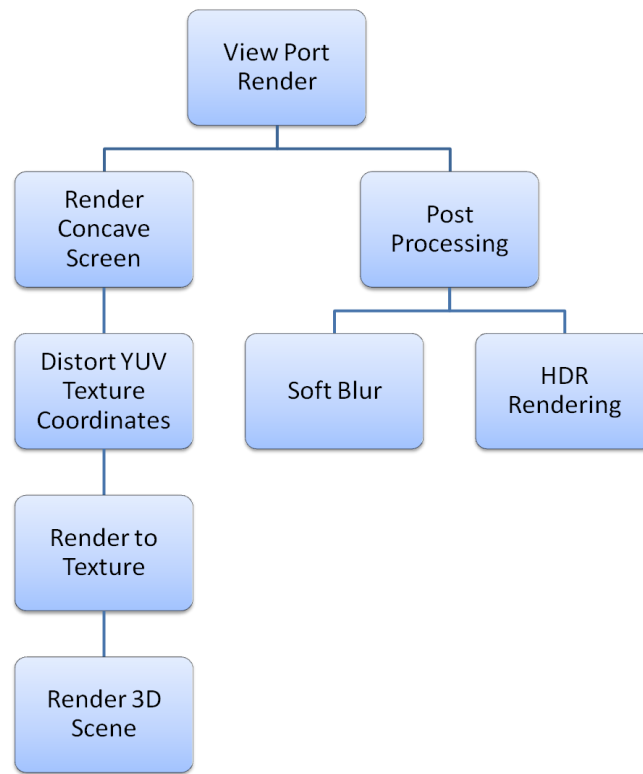 View Port
Render
Render
Concave
Screen
Post
Processing
Distort YUV
Texture
Coordinates
Soft Blur
HDR
Rendering
Render to
Texture
Render 3D
Scene